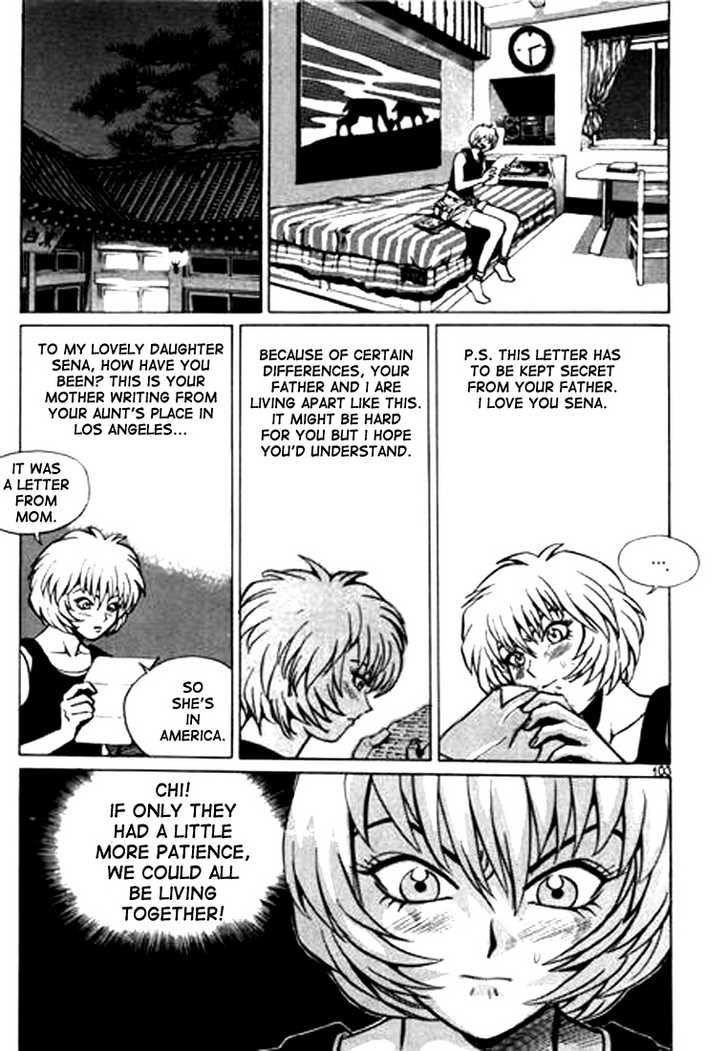 TO MY LOVELY DAUGHTER
SENA, HOW HAVE YOU
BEEN? THIS IS YOUR
MOTHER WRITING FROM
YOUR AUNT'S PLACE IN
LOS ANGELES...
IT WAS
A LETTER
FROM
MOM.
SO
SHE'S
IN
AMERICA.
BECAUSE OF CERTAIN
DIFFERENCES, YOUR
FATHER AND I ARE
LIVING APART LIKE THIS.
IT MIGHT BE HARD
FOR YOU BUT I HOPE
YOU'D UNDERSTAND.
P.S. THIS LETTER HAS
TO BE KEPT SECRET
FROM YOUR FATHER.
I LOVE YOU SENA.
...
103
CHI!
IF ONLY THEY
HAD A LITTLE
MORE PATIENCE,
WE COULD ALL
BE LIVING
TOGETHER!